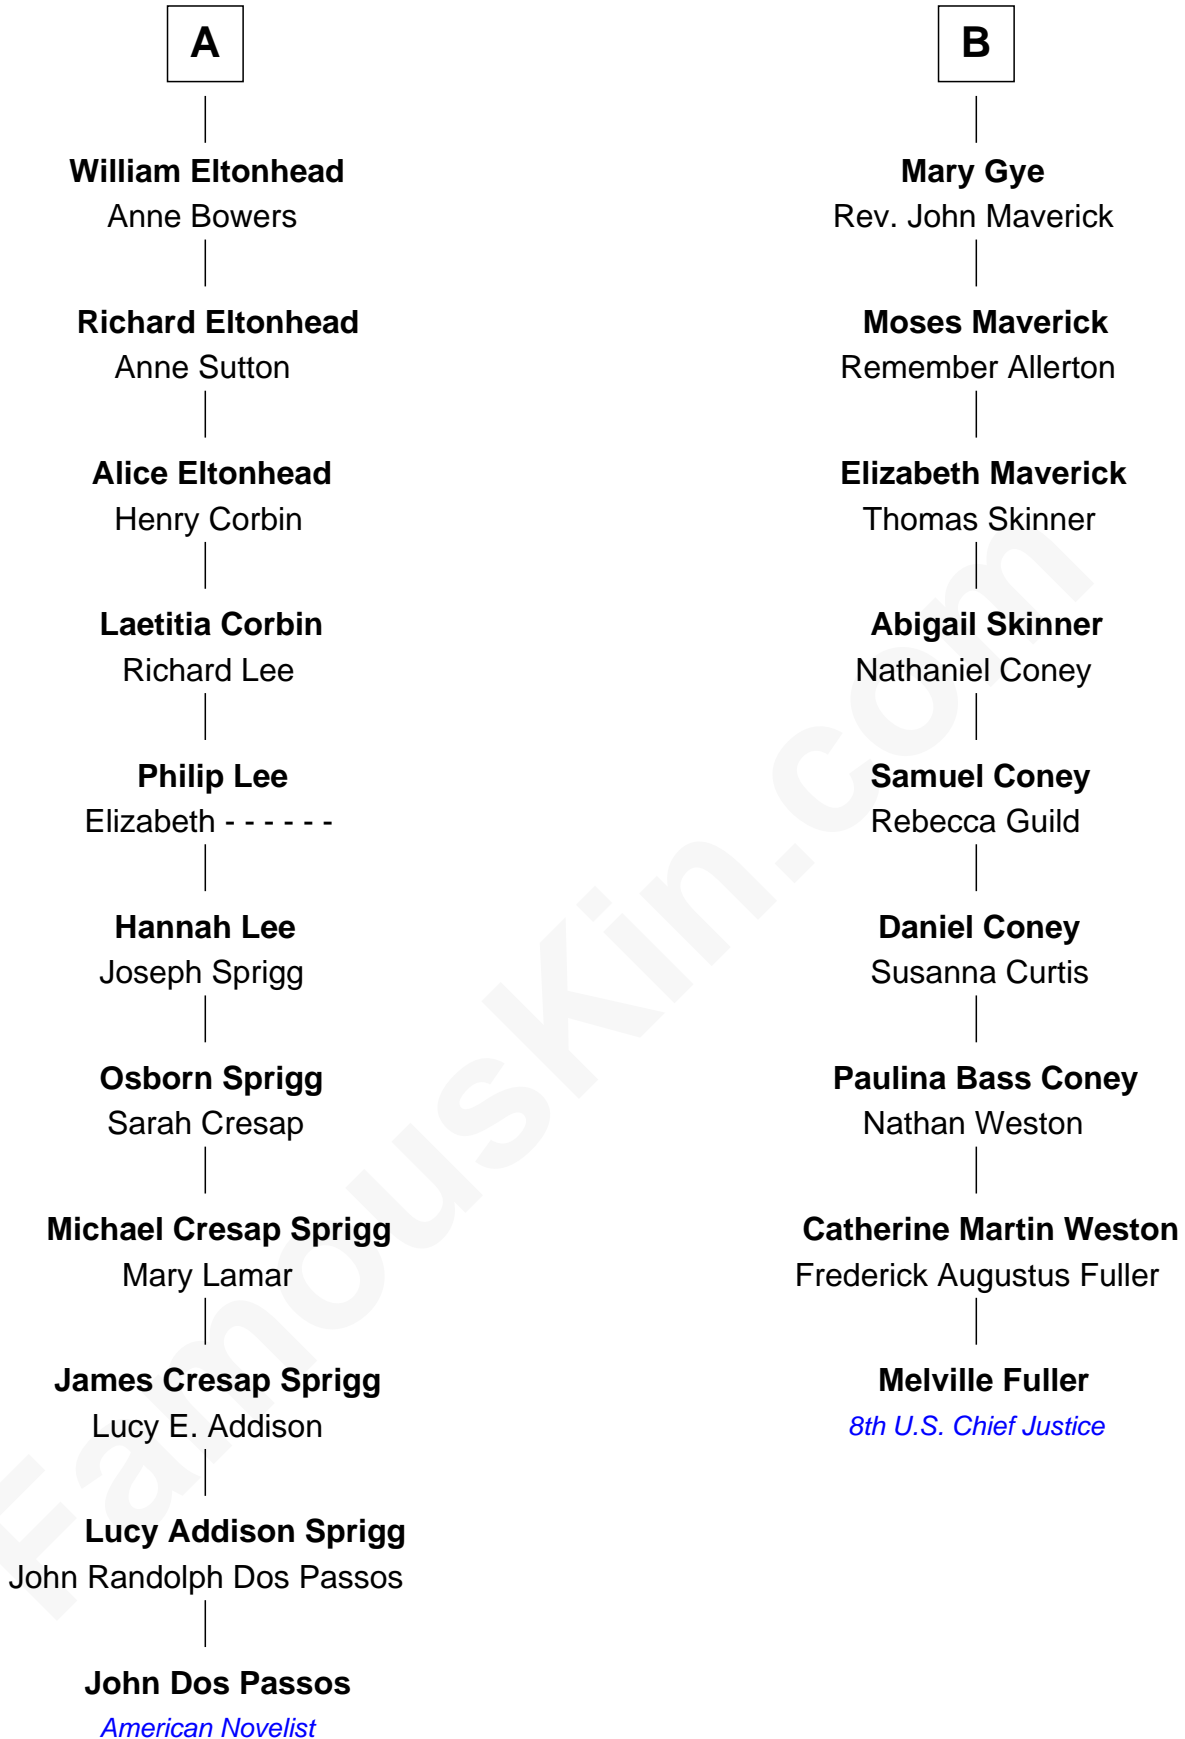 A
William Eltonhead
Anne Bowers
Richard Eltonhead
Anne Sutton
Alice Eltonhead
Henry Corbin
Laetitia Corbin
Richard Lee
Philip Lee
Elizabeth - - - - - -
Hannah Lee
Joseph Sprigg
Osborn Sprigg
Sarah Cresap
Michael Cresap Sprigg
Mary Lamar
James Cresap Sprigg
Lucy E. Addison
Lucy Addison Sprigg
John Randolph Dos Passos
John Dos Passos
American Novelist
B
Mary Gye
Rev. John Maverick
Moses Maverick
Remember Allerton
Elizabeth Maverick
Thomas Skinner
Abigail Skinner
Nathaniel Coney
Samuel Coney
Rebecca Guild
Daniel Coney
Susanna Curtis
Paulina Bass Coney
Nathan Weston
Catherine Martin Weston
Frederick Augustus Fuller
Melville Fuller
8th U.S. Chief Justice
FamousKin.com